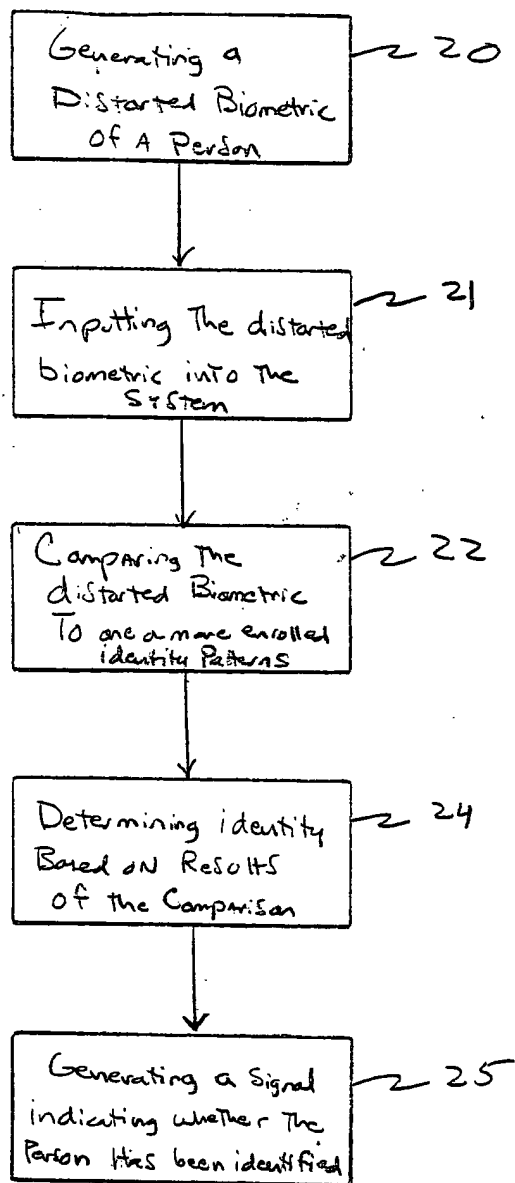 Generating a
Distorted Biometric
Of A Person
20
Inputting The distorted
biometric into The
System
21
Comparing The
distorted Biometric
To one or more enrolled
identity Patterns
22
Determining identity
Based on Results
of the Comparison
24
Generating a Signal
indicating whether The
Person Has been identified
25